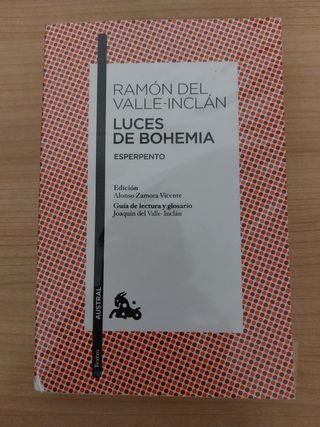 RAMÓN DEL
VALLE-INCLÁN
LUCES
DE BOHEMIA
ESPERPENTO
Edición
Alonso Zamora Vicente
Guía de lectura y glosario
Joaquín del Valle-Inclán
AUSTRAL
Teatro